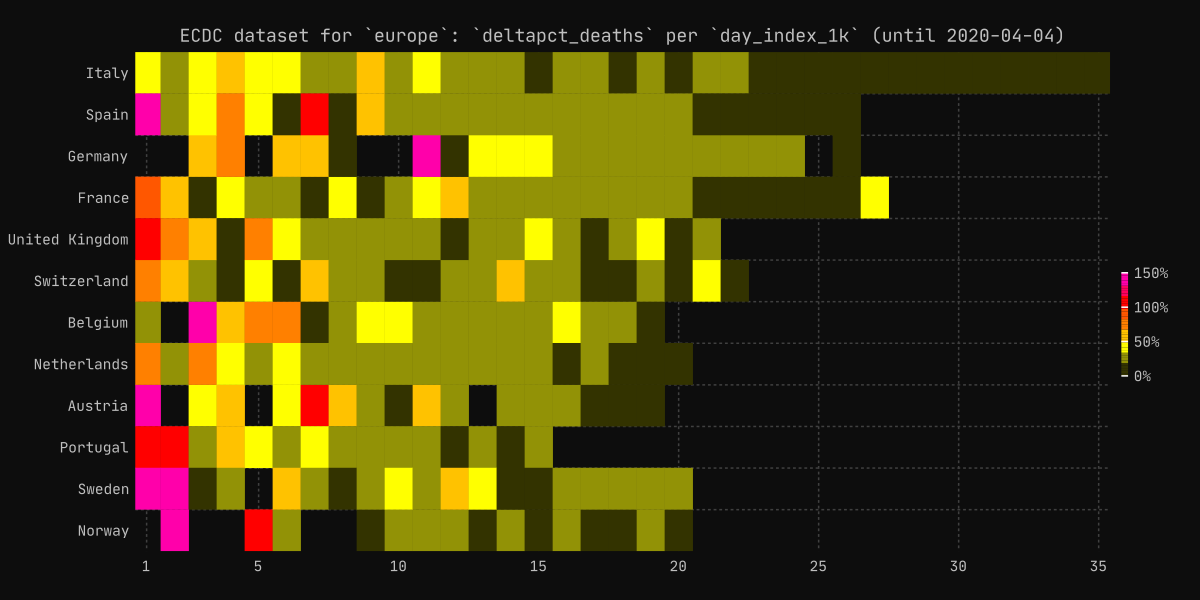 ECDC dataset for `europe`: `deltapct_deaths` per `day_index_1k` (until 2020-04-04)
Italy
Spain
Germany
France
United Kingdom
Switzerland
Belgium
Netherlands
Austria
Portugal
Sweden
Norway
1 5 10 15 20 25 30 35
150%
100%
50%
0%